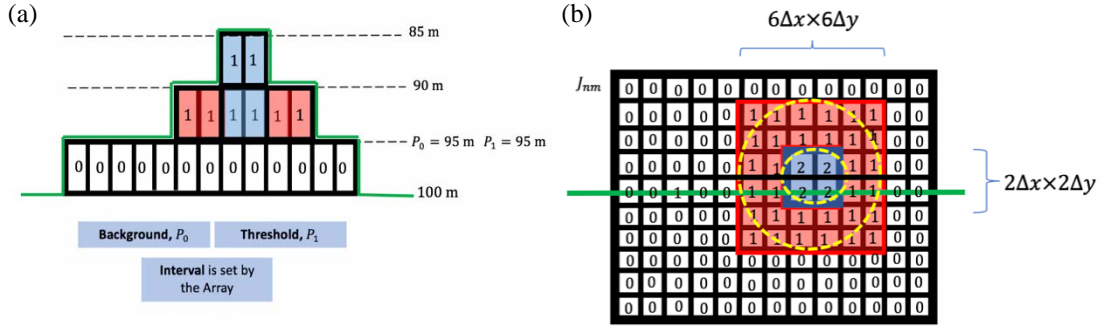 (a)
85 m
1 1
90 m
1 1 1 1 1 1
P₀ = 95 m P₁ = 95 m
0 0 0 0 0 0 0 0 0 0 0 0
100 m
Background, P₀
Threshold, P₁
Interval is set by
the Array
(b)
6Δx×6Δy
Jₙₘ
0 0 0 0 0 0 0 0 0 0 0 0 0
0 0 0 0 0 1 1 1 1 1 1 0 0
0 0 0 0 0 1 1 1 1 1 1 0 0
0 0 0 0 0 1 1 2 2 1 1 0 0
0 0 1 0 0 1 1 2 2 1 1 0 0
0 0 0 0 0 1 1 1 1 1 1 0 0
0 0 0 0 0 1 1 1 1 1 1 0 0
0 0 0 0 0 0 0 0 0 0 0 0 0
0 0 0 0 0 0 0 0 0 0 0 0 0
0 0 0 0 0 0 0 0 0 0 0 0 0
2Δx×2Δy